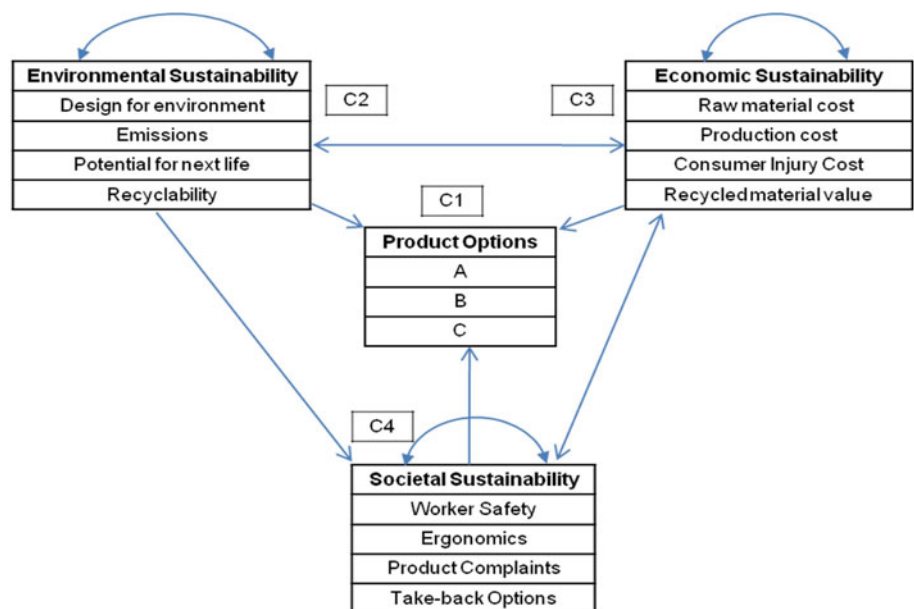 Environmental Sustainability
Design for environment
Emissions
Potential for next life
Recyclability
C2
C3
Economic Sustainability
Raw material cost
Production cost
Consumer Injury Cost
Recycled material value
C1
Product Options
A
B
C
C4
Societal Sustainability
Worker Safety
Ergonomics
Product Complaints
Take-back Options